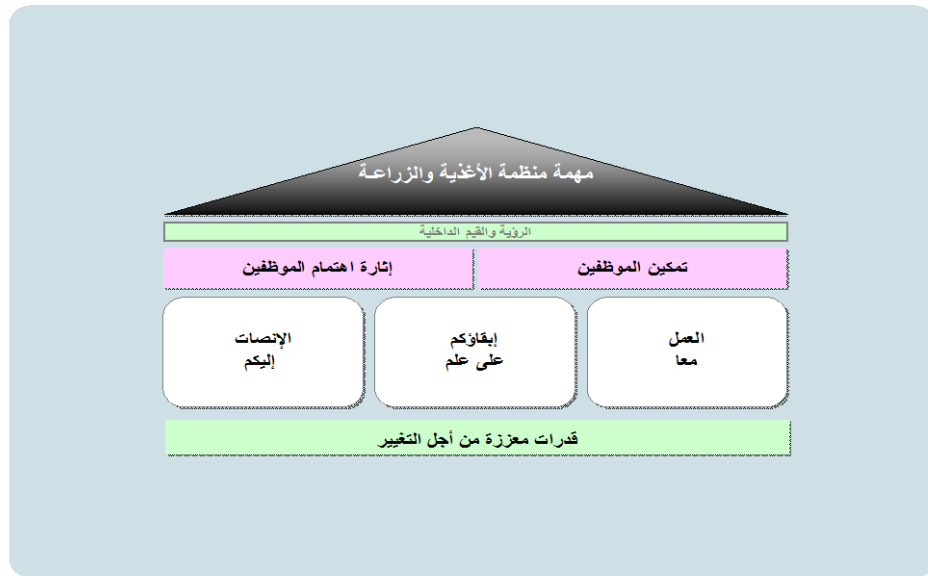 مهمة منظمة الأغذية والزراعة
الرؤية والقيم الداخلية
تمكين الموظفين
إثارة اهتمام الموظفين
العمل
معا
إبقاؤكم
على علم
الإنصات
إليكم
قدرات معززة من أجل التغيير